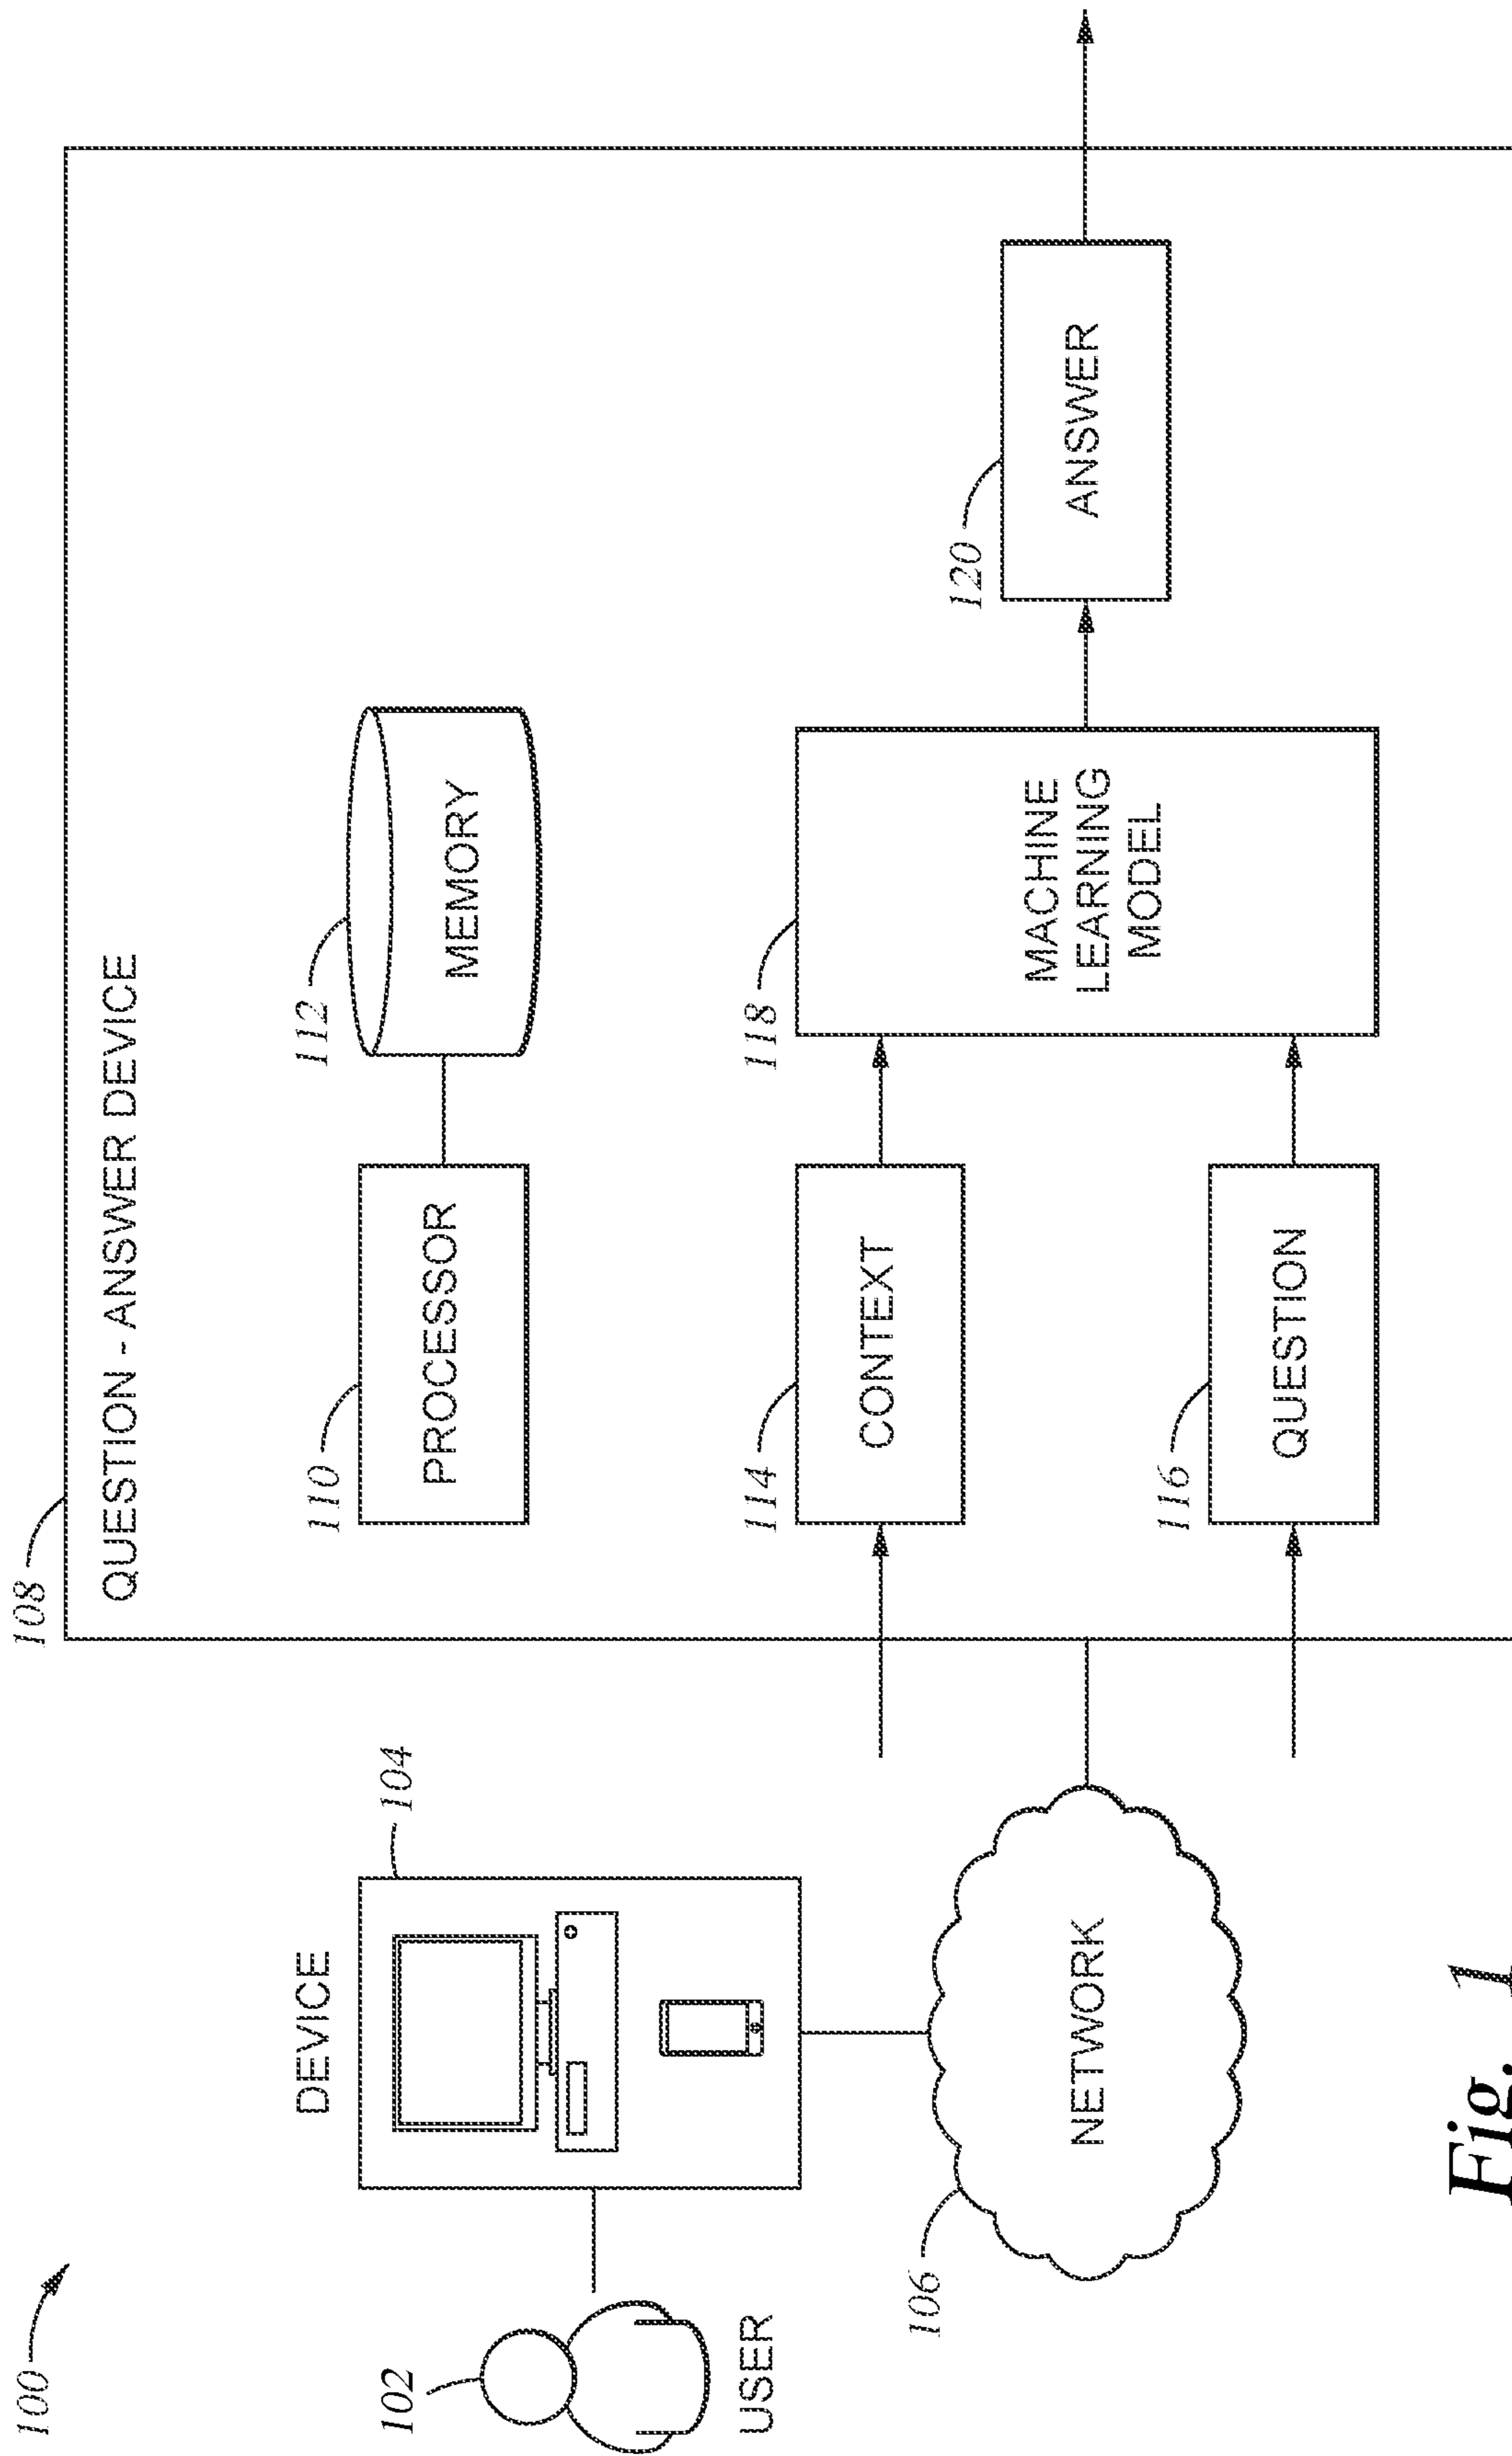 100
108
QUESTION - ANSWER DEVICE
DEVICE
104
102
USER
110
PROCESSOR
112
MEMORY
106
NETWORK
114
CONTEXT
118
MACHINE
LEARNING
MODEL
120
ANSWER
116
QUESTION
Fig. 1